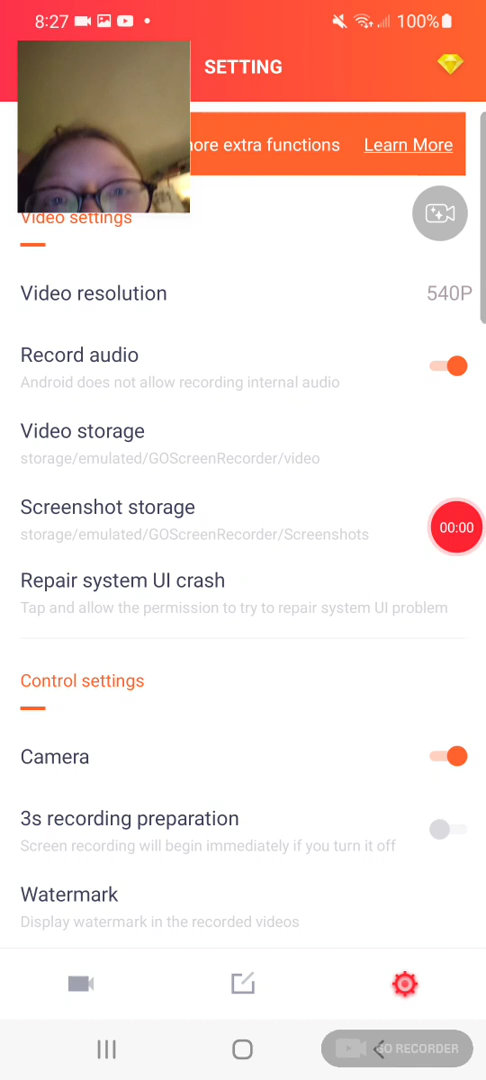 8:27
100%
SETTING
ore extra functions Learn More
Video settings
Video resolution 540P
Record audio
Android does not allow recording internal audio
Video storage
storage/emulated/GOScreenRecorder/video
Screenshot storage
storage/emulated/GOScreenRecorder/Screenshots
00:00
Repair system UI crash
Tap and allow the permission to try to repair system UI problem
Control settings
Camera
3s recording preparation
Screen recording will begin immediately if you turn it off
Watermark
Display watermark in the recorded videos
GO RECORDER